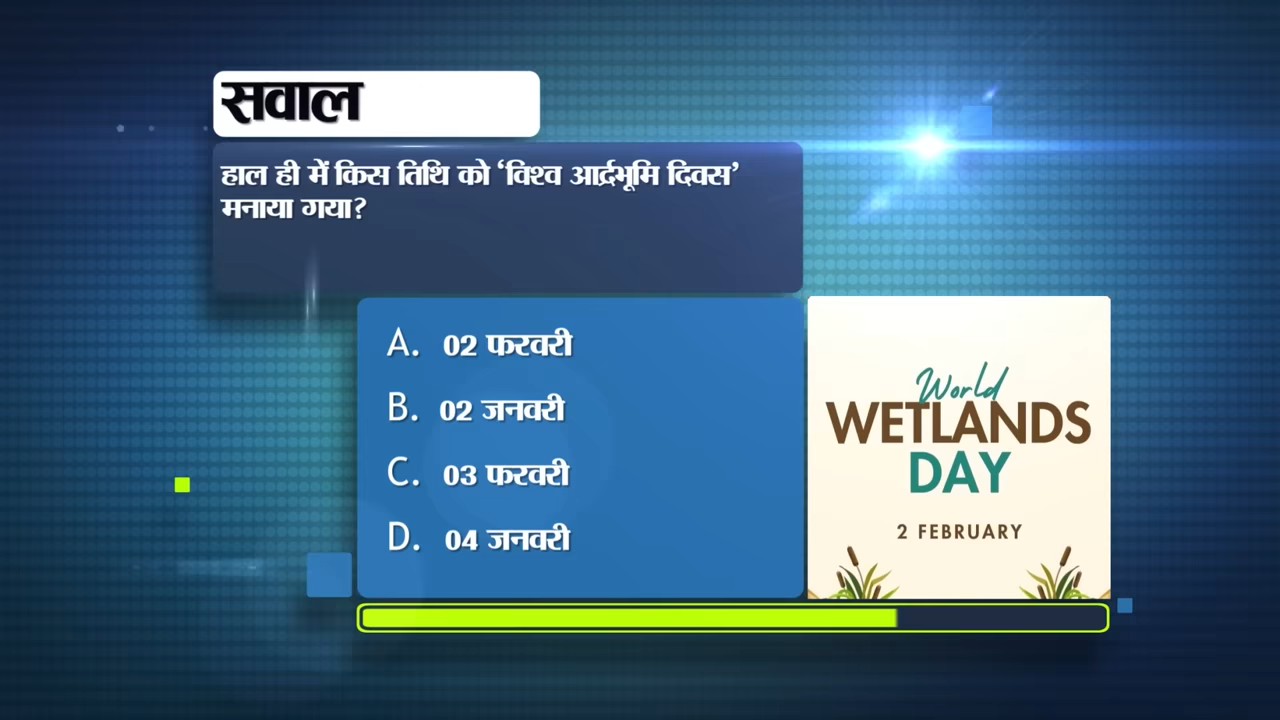 सवाल
हाल ही में किस तिथि को ‘विश्व आर्द्रभूमि दिवस’
मनाया गया?
A. 02 फरवरी
B. 02 जनवरी
C. 03 फरवरी
D. 04 जनवरी
World
WETLANDS
DAY
2 FEBRUARY